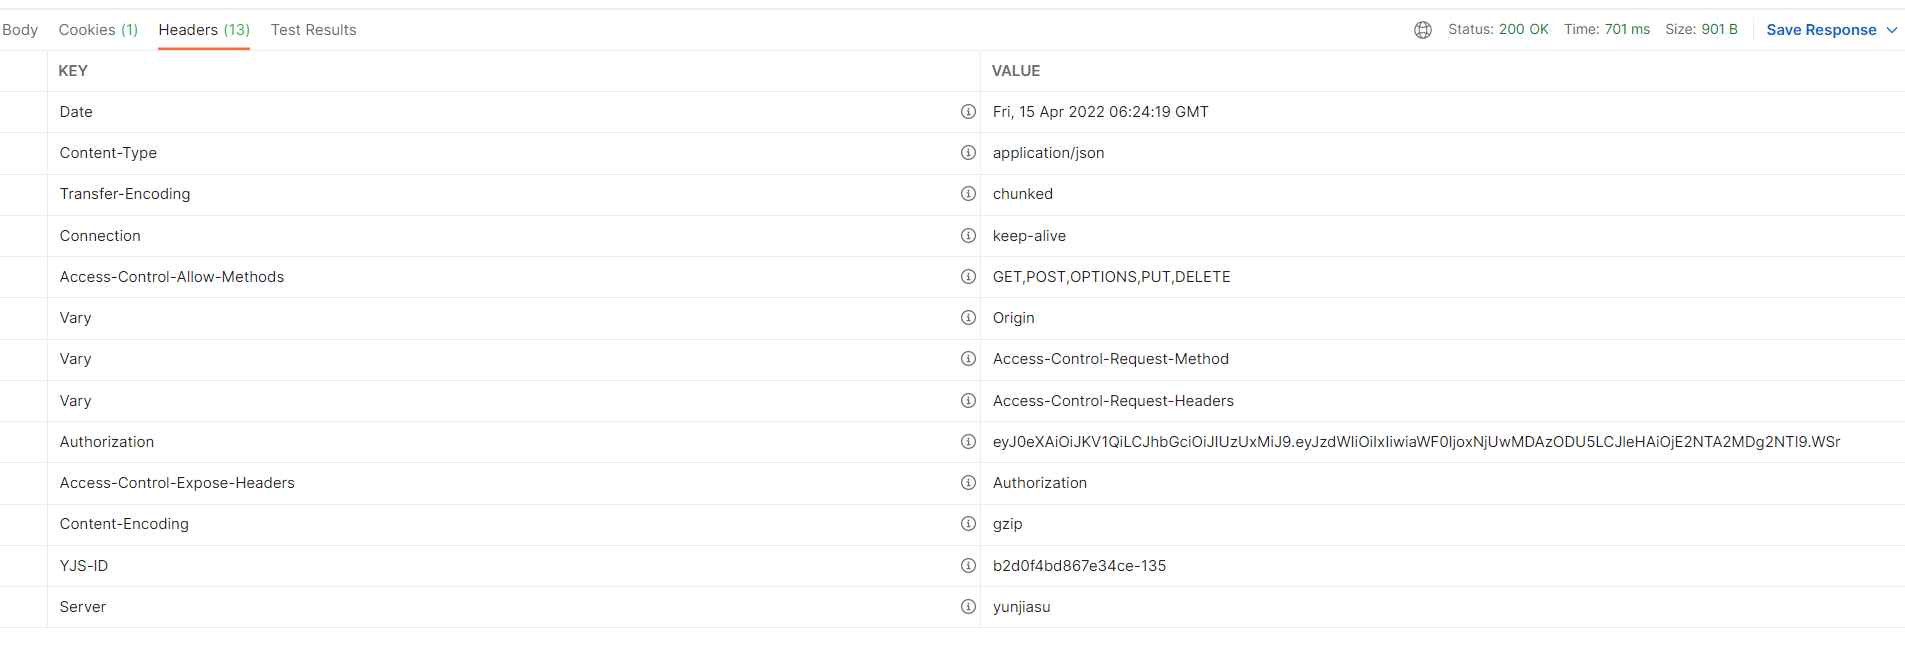 Body Cookies (1) Headers (13) Test Results Status: 200 OK Time: 701 ms Size: 901 B Save Response
KEY VALUE
Date Fri, 15 Apr 2022 06:24:19 GMT
Content-Type application/json
Transfer-Encoding chunked
Connection keep-alive
Access-Control-Allow-Methods GET,POST,OPTIONS,PUT,DELETE
Vary Origin
Vary Access-Control-Request-Method
Vary Access-Control-Request-Headers
Authorization eyJ0eXAiOiJKV1QiLCJhbGciOiJIUzUxMiJ9.eyJzdWIiOiIxIiwiaWF0IjoxNjUwMDAzODU5LCJleHAiOjE2NTA2MDg2NTl9.WSr
Access-Control-Expose-Headers Authorization
Content-Encoding gzip
YJS-ID b2d0f4bd867e34ce-135
Server yunjiasu